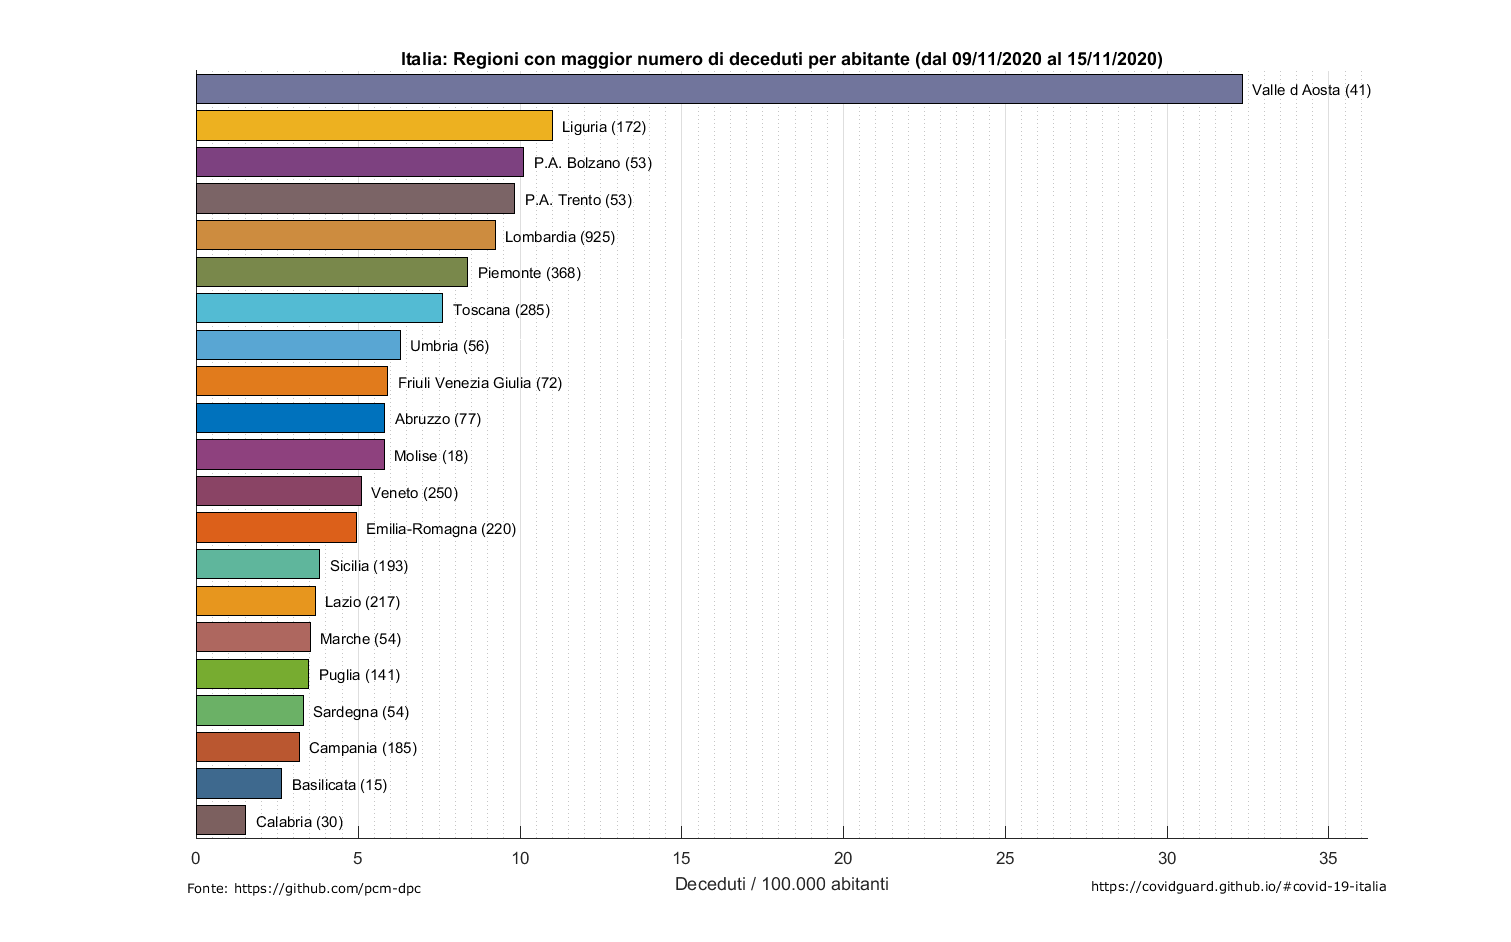 Italia: Regioni con maggior numero di deceduti per abitante (dal 09/11/2020 al 15/11/2020)
Valle d Aosta (41)
Liguria (172)
P.A. Bolzano (53)
P.A. Trento (53)
Lombardia (925)
Piemonte (368)
Toscana (285)
Umbria (56)
Friuli Venezia Giulia (72)
Abruzzo (77)
Molise (18)
Veneto (250)
Emilia-Romagna (220)
Sicilia (193)
Lazio (217)
Marche (54)
Puglia (141)
Sardegna (54)
Campania (185)
Basilicata (15)
Calabria (30)
0 5 10 15 20 25 30 35
Deceduti / 100.000 abitanti
Fonte: https://github.com/pcm-dpc
https://covidguard.github.io/#covid-19-italia